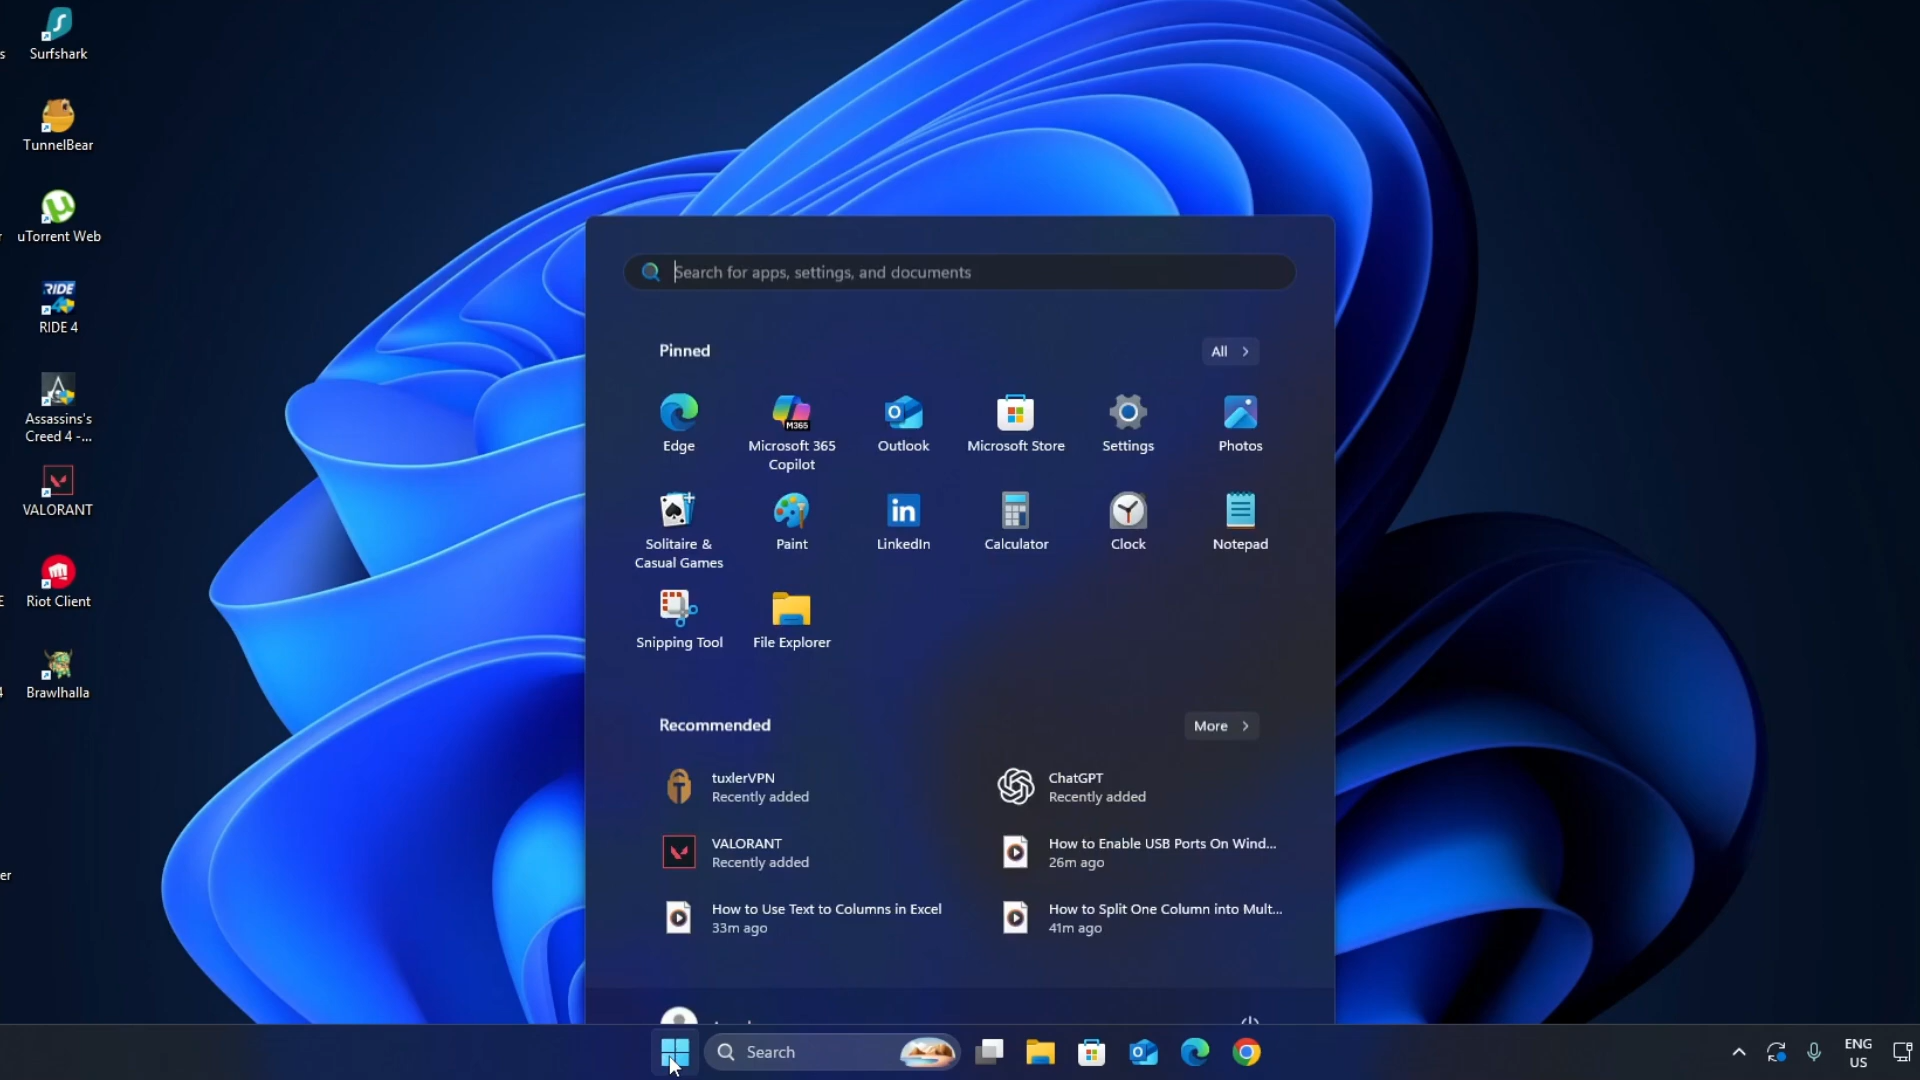 Surfshark
TunnelBear
uTorrent Web
RIDE
RIDE 4
Assassins's
Creed 4 -...
VALORANT
Riot Client
Brawlhalla
er
Search for apps, settings, and documents
Pinned
All
Edge
M365
Microsoft 365
Copilot
Outlook
Microsoft Store
Settings
Photos
Solitaire &
Casual Games
Paint
in
LinkedIn
Calculator
Clock
Notepad
Snipping Tool
File Explorer
Recommended
More
tuxlerVPN
Recently added
ChatGPT
Recently added
VALORANT
Recently added
How to Enable USB Ports On Wind...
26m ago
How to Use Text to Columns in Excel
33m ago
How to Split One Column into Mult...
41m ago
Search
ENG
US